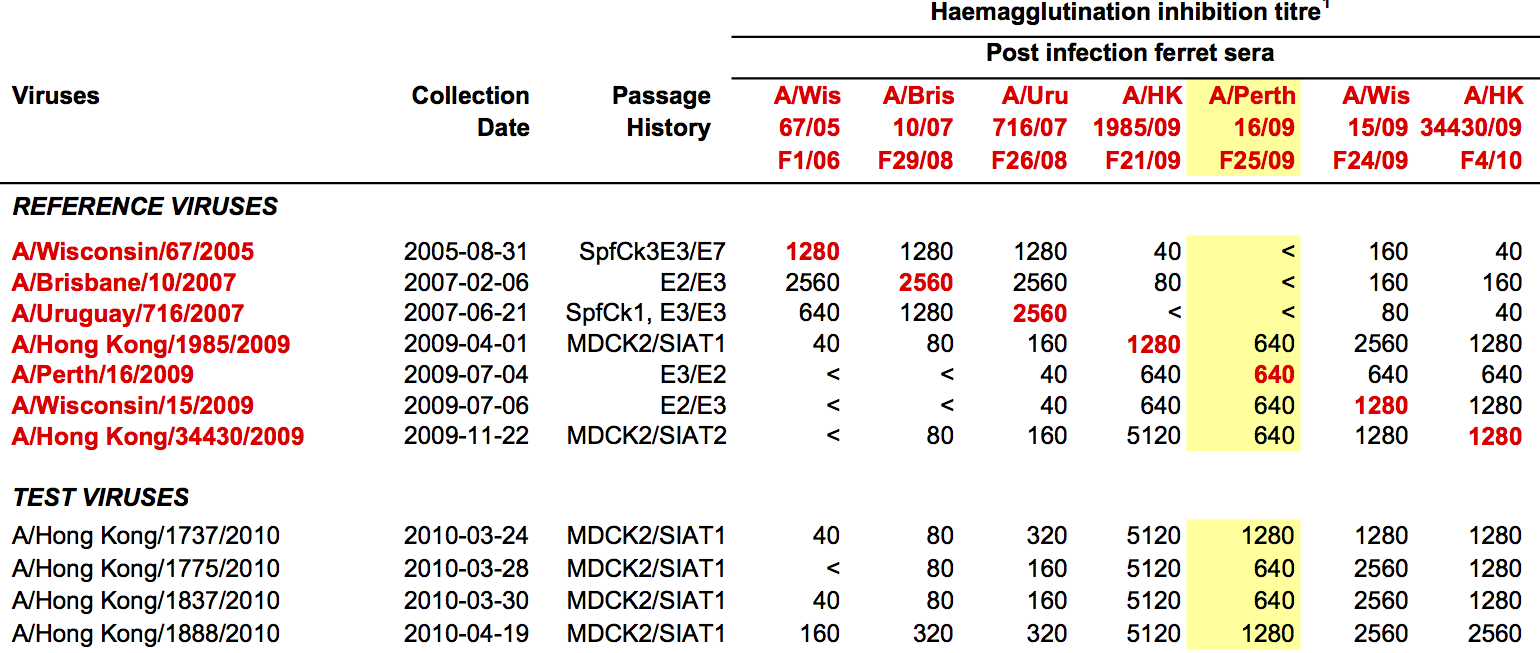 Haemagglutination inhibition titre1
Post infection ferret sera
Viruses Collection Passage A/Wis A/Bris A/Uru A/HK A/Perth A/Wis A/HK
Date History 67/05 10/07 716/07 1985/09 16/09 15/09 34430/09
F1/06 F29/08 F26/08 F21/09 F25/09 F24/09 F4/10
REFERENCE VIRUSES
A/Wisconsin/67/2005 2005-08-31 SpfCk3E3/E7 1280 1280 1280 40 < 160 40
A/Brisbane/10/2007 2007-02-06 E2/E3 2560 2560 2560 80 < 160 160
A/Uruguay/716/2007 2007-06-21 SpfCk1, E3/E3 640 1280 2560 < < 80 40
A/Hong Kong/1985/2009 2009-04-01 MDCK2/SIAT1 40 80 160 1280 640 2560 1280
A/Perth/16/2009 2009-07-04 E3/E2 < < 40 640 640 640 640
A/Wisconsin/15/2009 2009-07-06 E2/E3 < < 40 640 640 1280 1280
A/Hong Kong/34430/2009 2009-11-22 MDCK2/SIAT2 < 80 160 5120 640 1280 1280
TEST VIRUSES
A/Hong Kong/1737/2010 2010-03-24 MDCK2/SIAT1 40 80 320 5120 1280 1280 1280
A/Hong Kong/1775/2010 2010-03-28 MDCK2/SIAT1 < 80 160 5120 640 2560 1280
A/Hong Kong/1837/2010 2010-03-30 MDCK2/SIAT1 40 80 160 5120 640 2560 1280
A/Hong Kong/1888/2010 2010-04-19 MDCK2/SIAT1 160 320 320 5120 1280 2560 2560